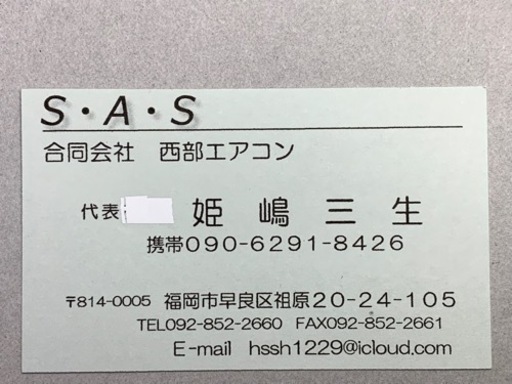 S・A・S
合同会社 西部エアコン
代表 姫嶋三生
携帯090-6291-8426
〒814-0005 福岡市早良区祖原20-24-105
TEL092-852-2660 FAX092-852-2661
E-mail hssh1229@icloud.com